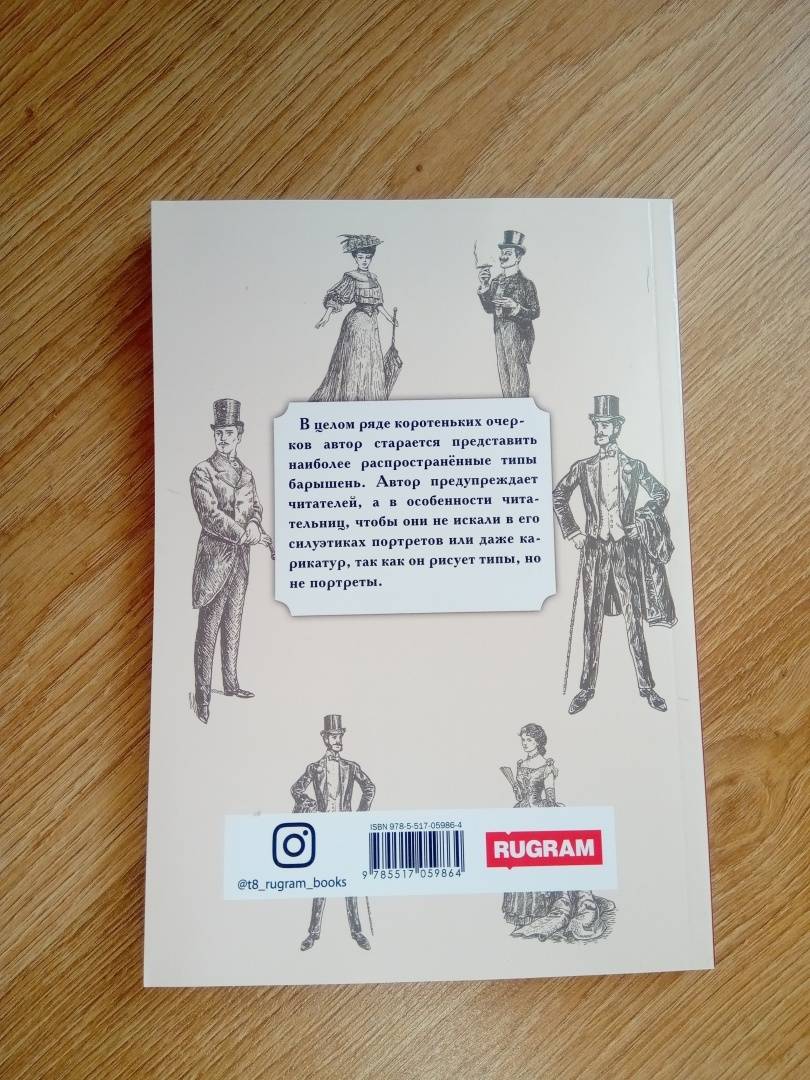 В целом ряде коротеньких очер-
ков автор старается представить
наиболее распространённые типы
барышень. Автор предупреждает
читателей, а в особенности чита-
тельниц, чтобы они не искали в его
силуэтиках портретов или даже ка-
рикатур, так как он рисует типы, но
не портреты.
ISBN 978-5-517-05986-4
9 785517 059864
@t8_rugram_books
RUGRAM